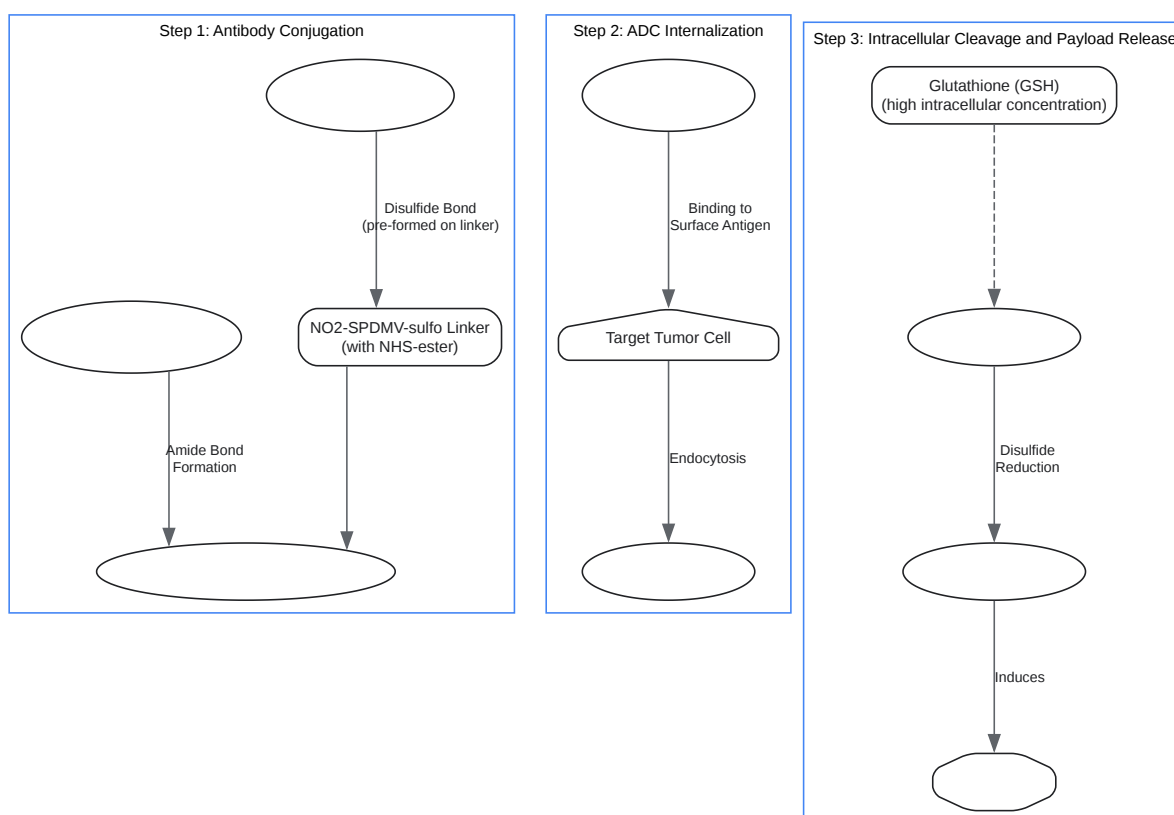 Step 1: Antibody Conjugation
Disulfide Bond
(pre-formed on linker)
NO2-SPDMV-sulfo Linker
(with NHS-ester)
Amide Bond
Formation
Step 2: ADC Internalization
Binding to
Surface Antigen
Target Tumor Cell
Endocytosis
Step 3: Intracellular Cleavage and Payload Release
Glutathione (GSH)
(high intracellular concentration)
Disulfide
Reduction
Induces